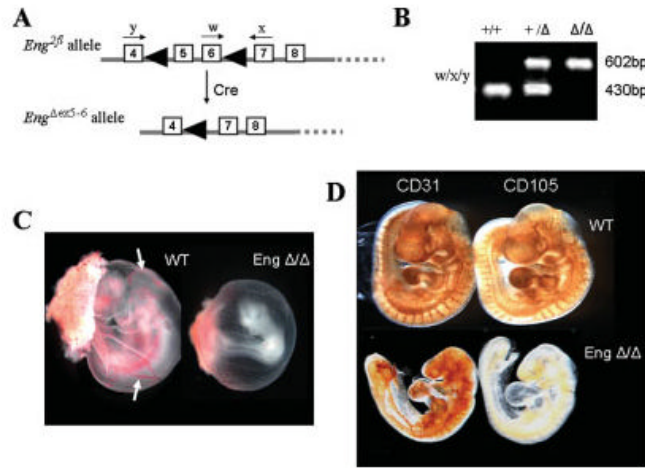 A
y w x
Eng2fl allele
4 5 6 7 8
Cre
EngΔex5-6 allele
4 7 8
B
+/+ +/Δ Δ/Δ
w/x/y
602bp
430bp
C
WT
Eng Δ/Δ
D
CD31 CD105
WT
Eng Δ/Δ